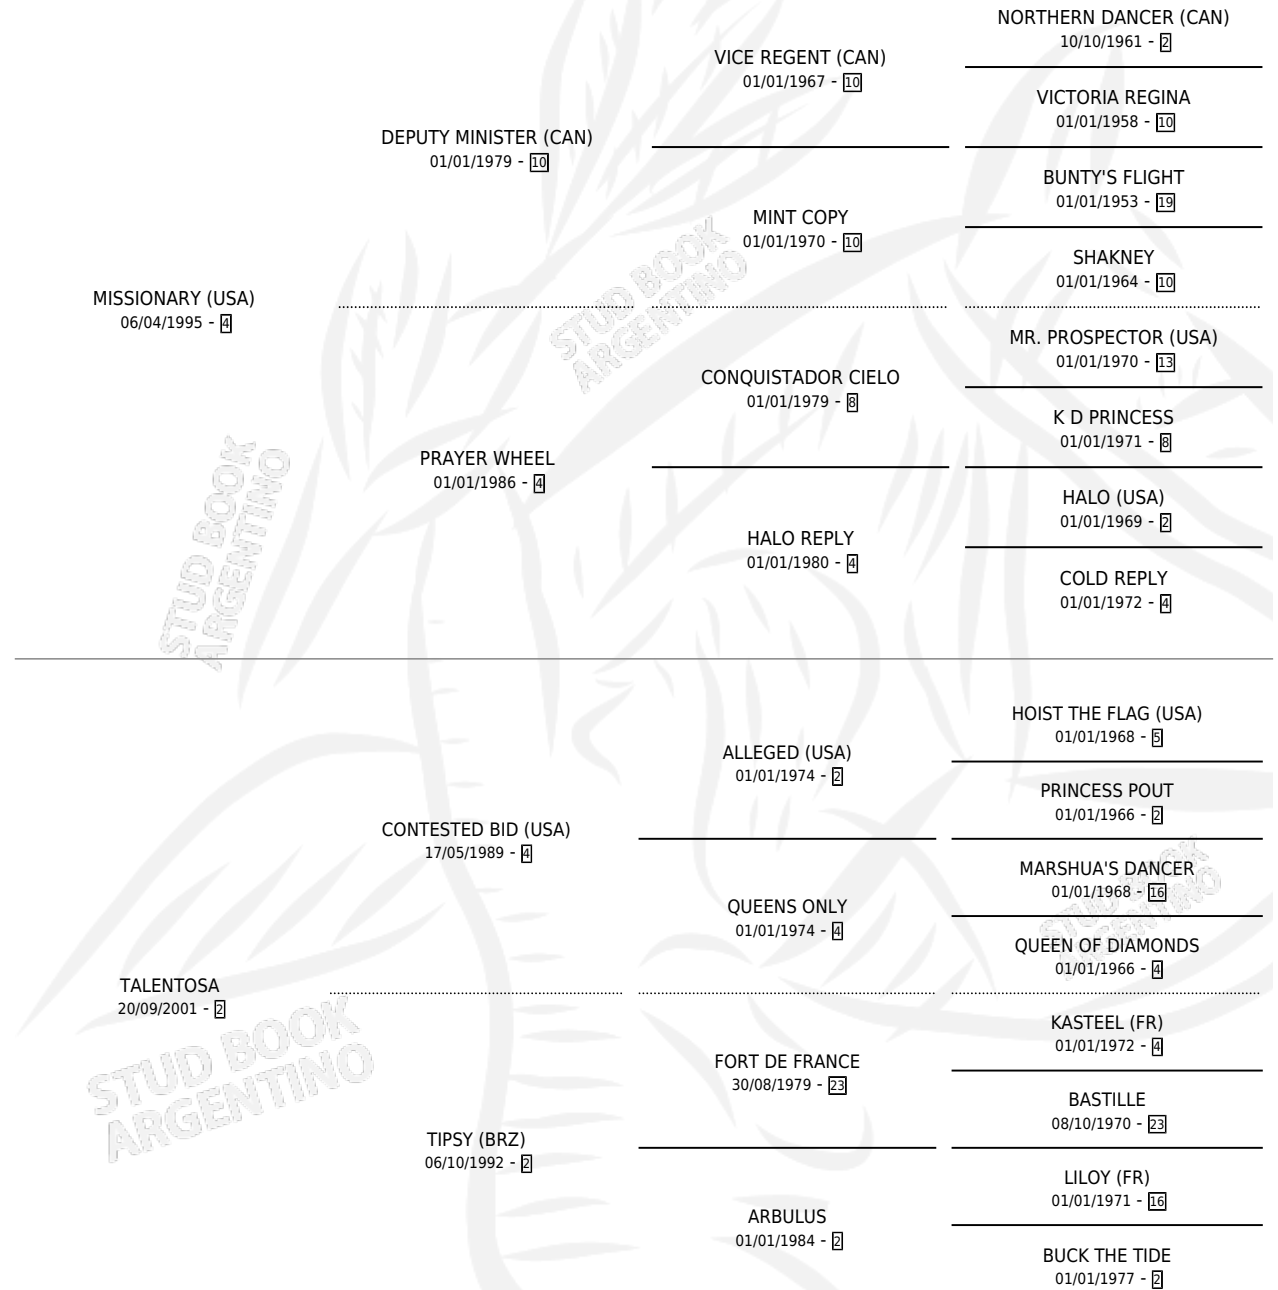 NORTHERN DANCER (CAN)
10/10/1961 - 2
VICE REGENT (CAN)
01/01/1967 - 10
VICTORIA REGINA
01/01/1958 - 10
DEPUTY MINISTER (CAN)
01/01/1979 - 10
BUNTY'S FLIGHT
01/01/1953 - 19
MINT COPY
01/01/1970 - 10
SHAKNEY
01/01/1964 - 10
MISSIONARY (USA)
06/04/1995 - 4
MR. PROSPECTOR (USA)
01/01/1970 - 13
CONQUISTADOR CIELO
01/01/1979 - 8
K D PRINCESS
01/01/1971 - 8
PRAYER WHEEL
01/01/1986 - 4
HALO (USA)
01/01/1969 - 2
HALO REPLY
01/01/1980 - 4
COLD REPLY
01/01/1972 - 4
STUD BOOK
ARGENTINO
STUD BOOK
ARGENTINO
HOIST THE FLAG (USA)
01/01/1968 - 5
ALLEGED (USA)
01/01/1974 - 2
PRINCESS POUT
01/01/1966 - 2
CONTESTED BID (USA)
17/05/1989 - 4
MARSHUA'S DANCER
01/01/1968 - 16
QUEENS ONLY
01/01/1974 - 4
QUEEN OF DIAMONDS
01/01/1966 - 4
STUD BOOK
ARGENTINO
TALENTOSA
20/09/2001 - 2
KASTEEL (FR)
01/01/1972 - 4
FORT DE FRANCE
30/08/1979 - 23
BASTILLE
08/10/1970 - 23
TIPSY (BRZ)
06/10/1992 - 2
LILOY (FR)
01/01/1971 - 16
ARBULUS
01/01/1984 - 2
BUCK THE TIDE
01/01/1977 - 2
STUD BOOK
ARGENTINO